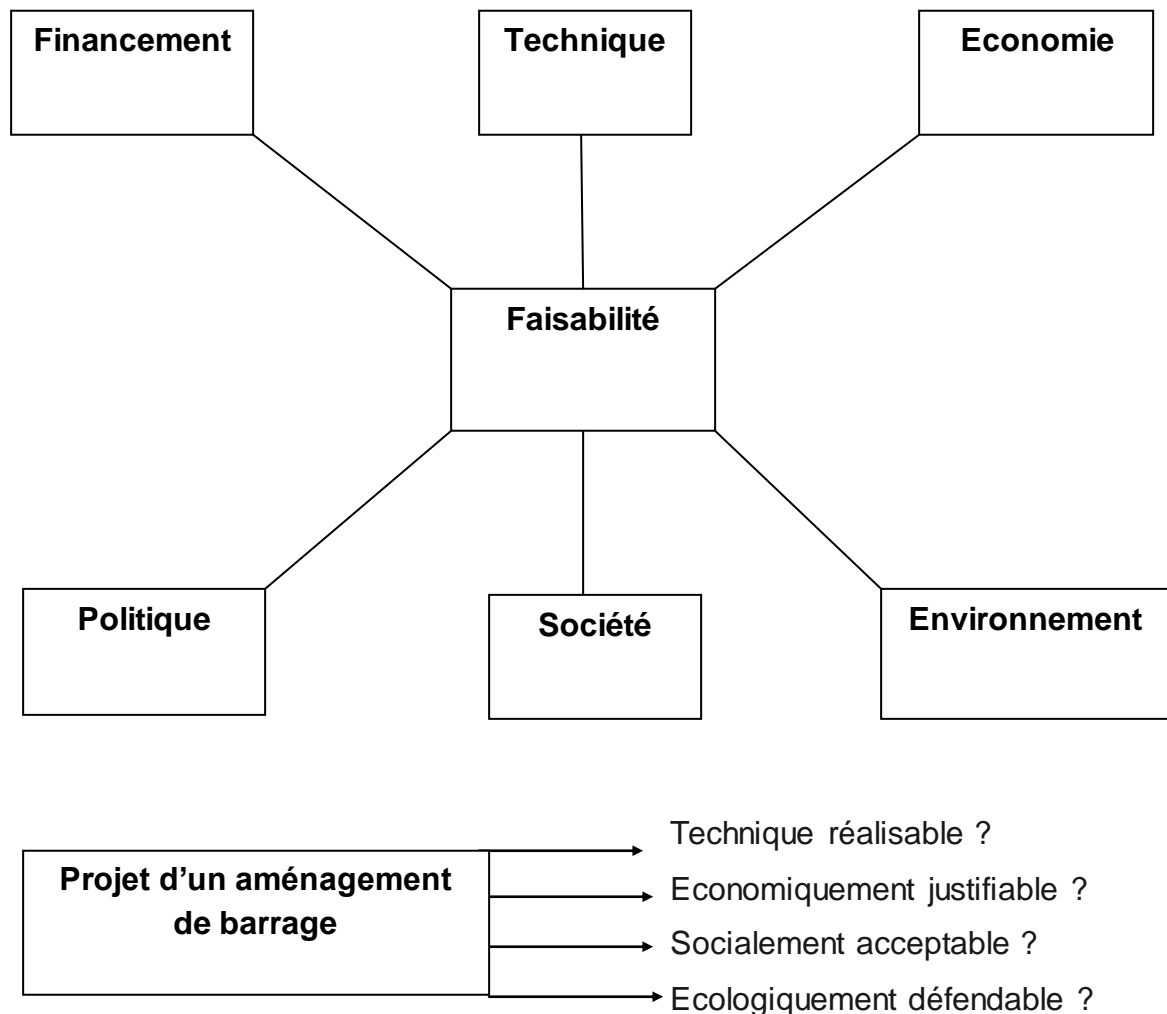 Financement
Technique
Economie
Faisabilité
Politique
Société
Environnement
Projet d’un aménagement
de barrage
Technique réalisable ?
Economiquement justifiable ?
Socialement acceptable ?
Ecologiquement défendable ?